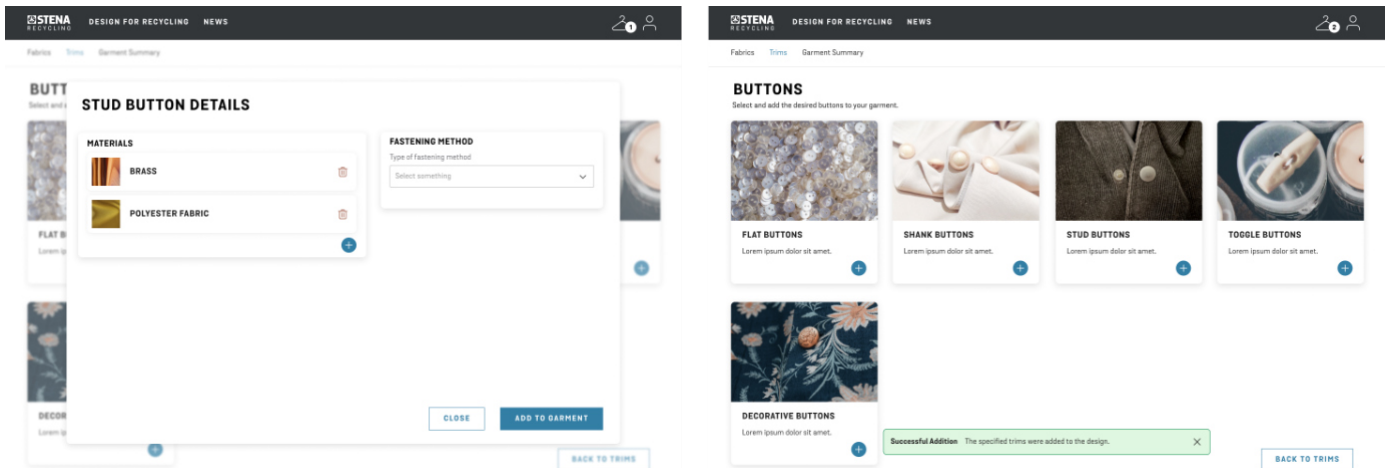 STENA
RECYCLING
DESIGN FOR RECYCLING NEWS
1
Fabrics Trims Garment Summary
BUTT
Select and
STUD BUTTON DETAILS
MATERIALS
BRASS
POLYESTER FABRIC
FASTENING METHOD
Type of fastening method
Select something
FLAT B
Lorem ip
DECOR
Lorem ip
CLOSE ADD TO GARMENT
BACK TO TRIMS
STENA
RECYCLING
DESIGN FOR RECYCLING NEWS
2
Fabrics Trims Garment Summary
BUTTONS
Select and add the desired buttons to your garment.
FLAT BUTTONS
Lorem ipsum dolor sit amet.
SHANK BUTTONS
Lorem ipsum dolor sit amet.
STUD BUTTONS
Lorem ipsum dolor sit amet.
TOGGLE BUTTONS
Lorem ipsum dolor sit amet.
DECORATIVE BUTTONS
Lorem ipsum dolor sit amet.
Successful Addition The specified trims were added to the design.
BACK TO TRIMS